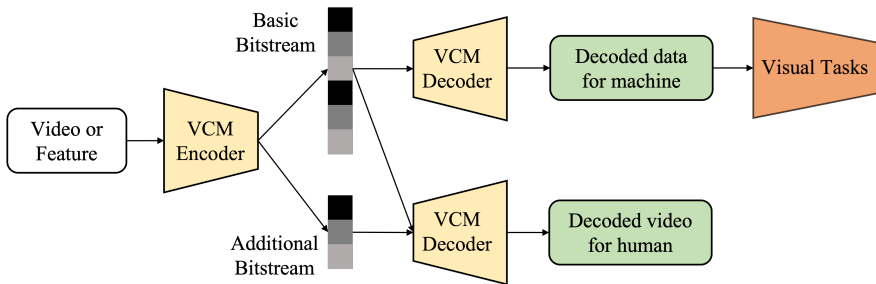 Basic
Bitstream
VCM
Decoder
Decoded data
for machine
Visual Tasks
Video or
Feature
VCM
Encoder
Additional
Bitstream
VCM
Decoder
Decoded video
for human